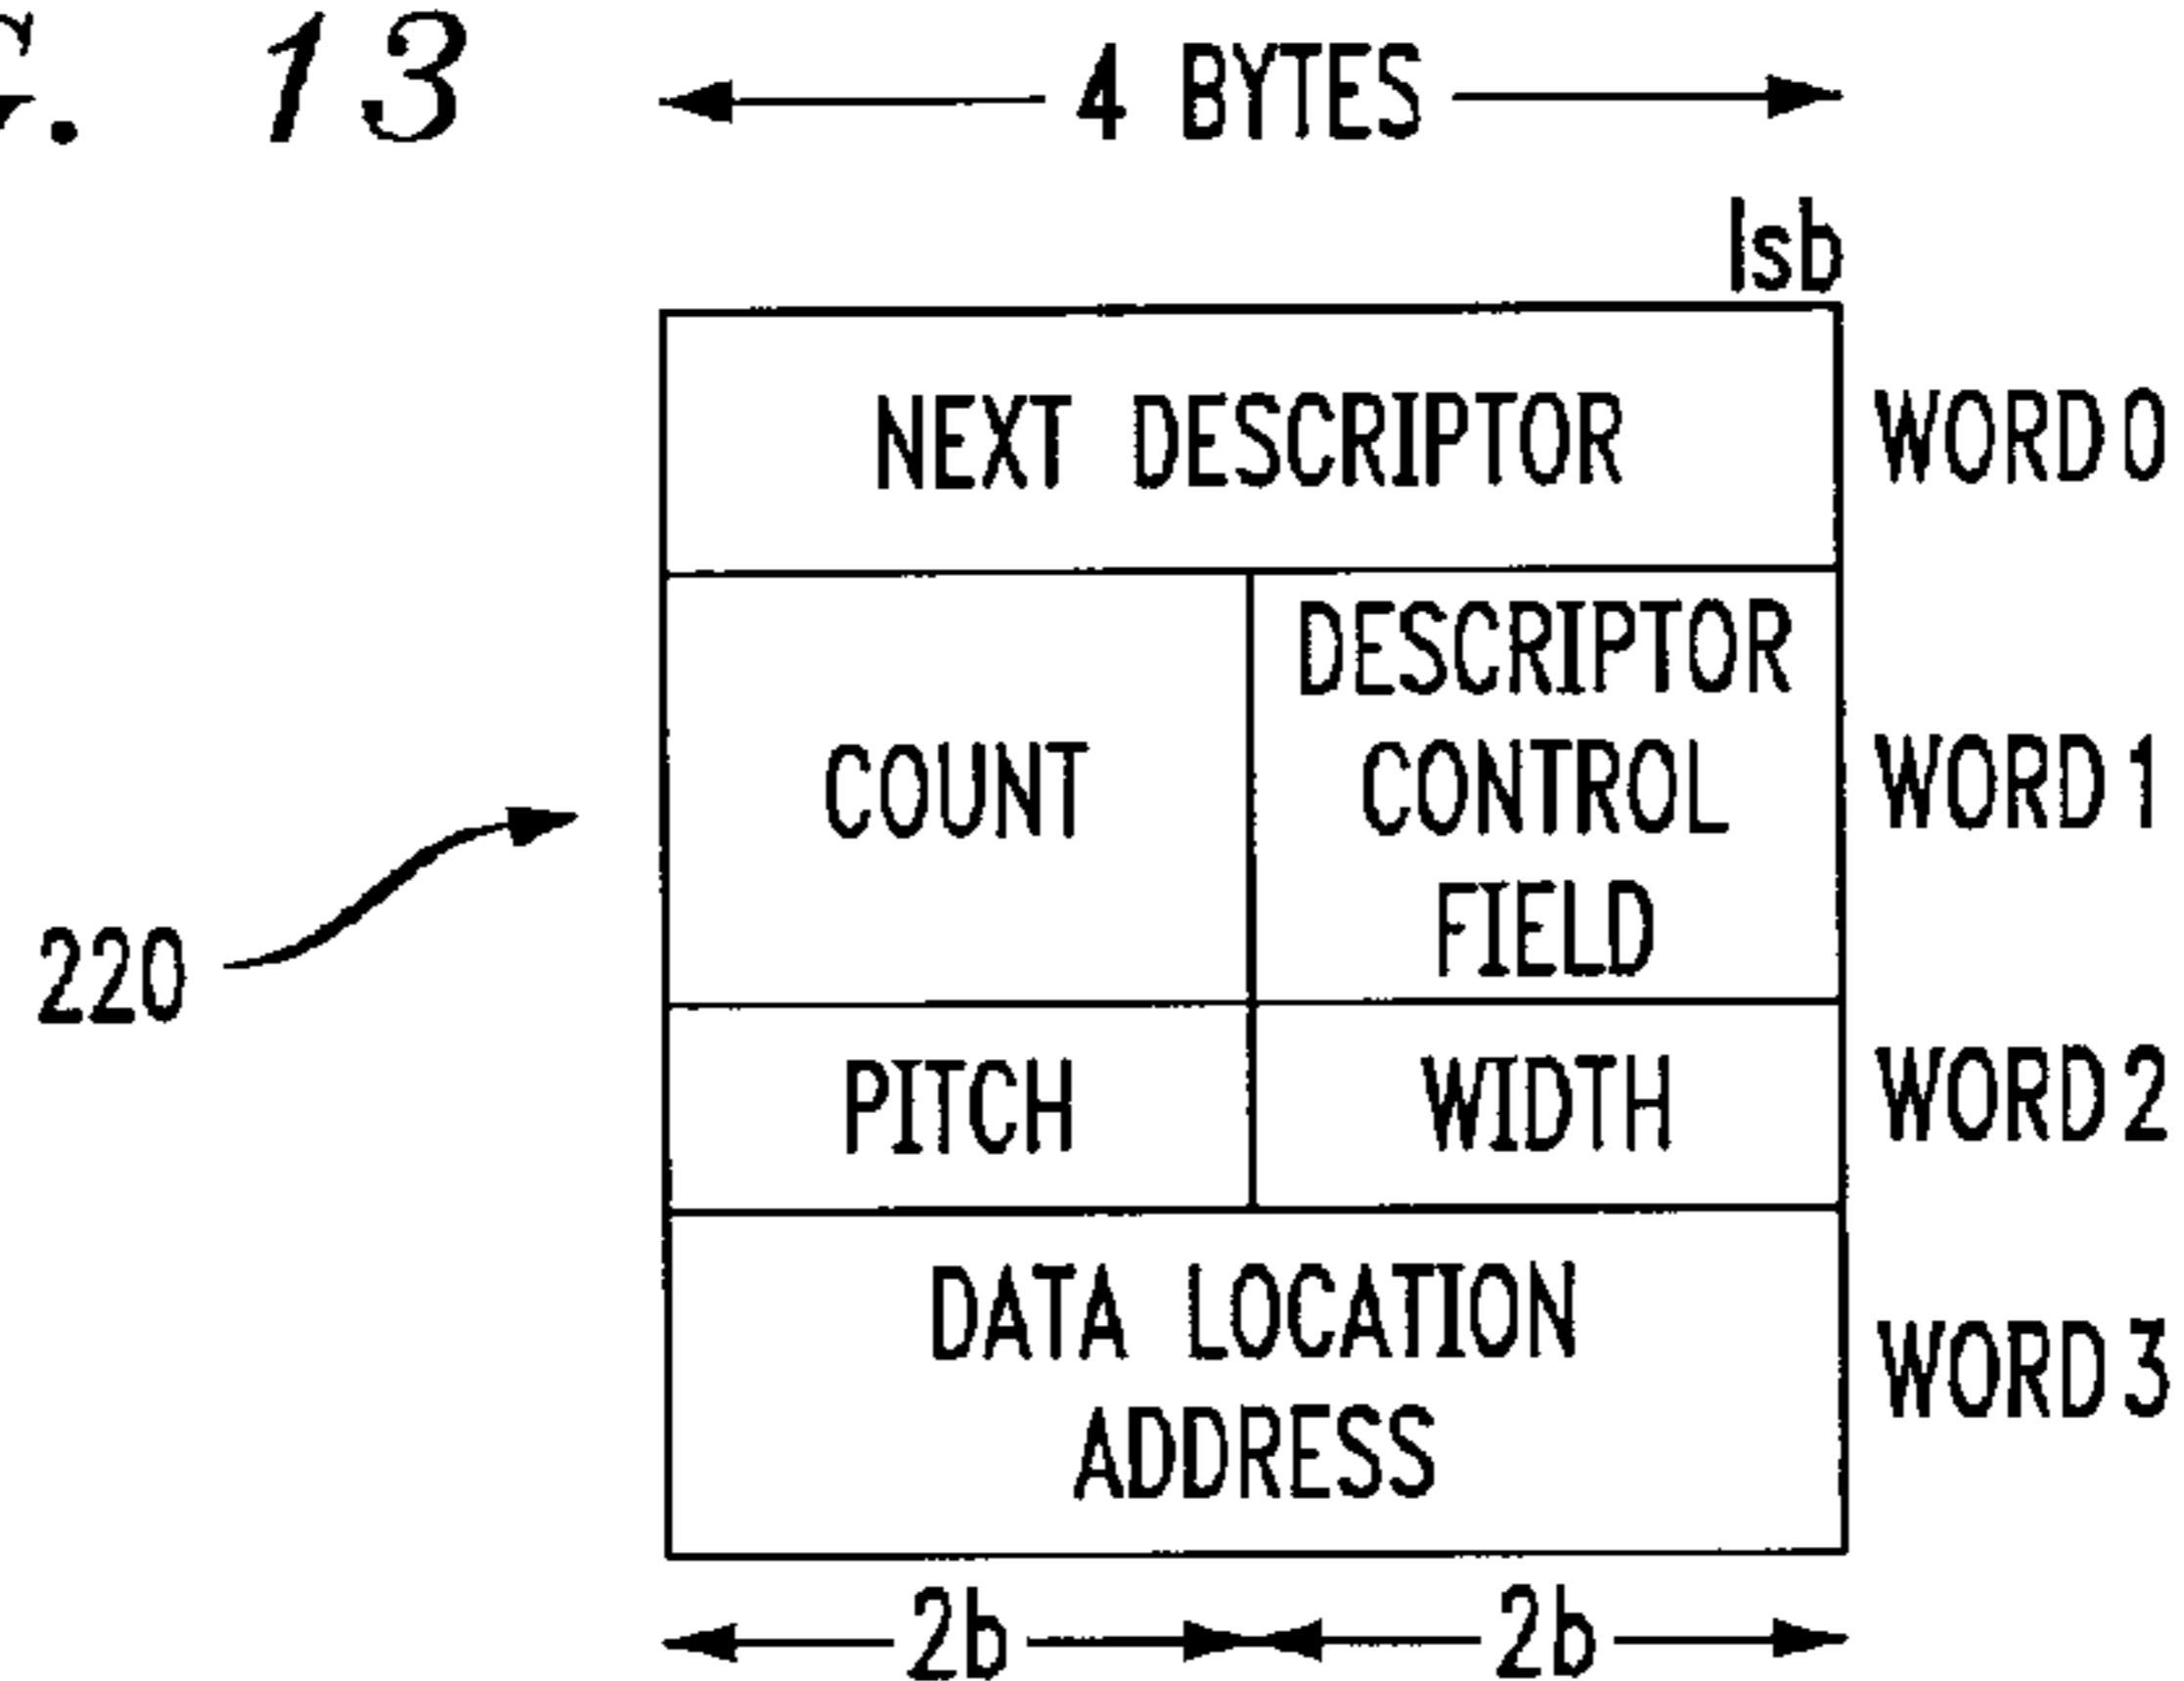 . 13
4 BYTES
lsb
NEXT DESCRIPTOR WORD 0
DESCRIPTOR
COUNT CONTROL WORD 1
FIELD
220
PITCH WIDTH WORD 2
DATA LOCATION
ADDRESS WORD 3
2b 2b